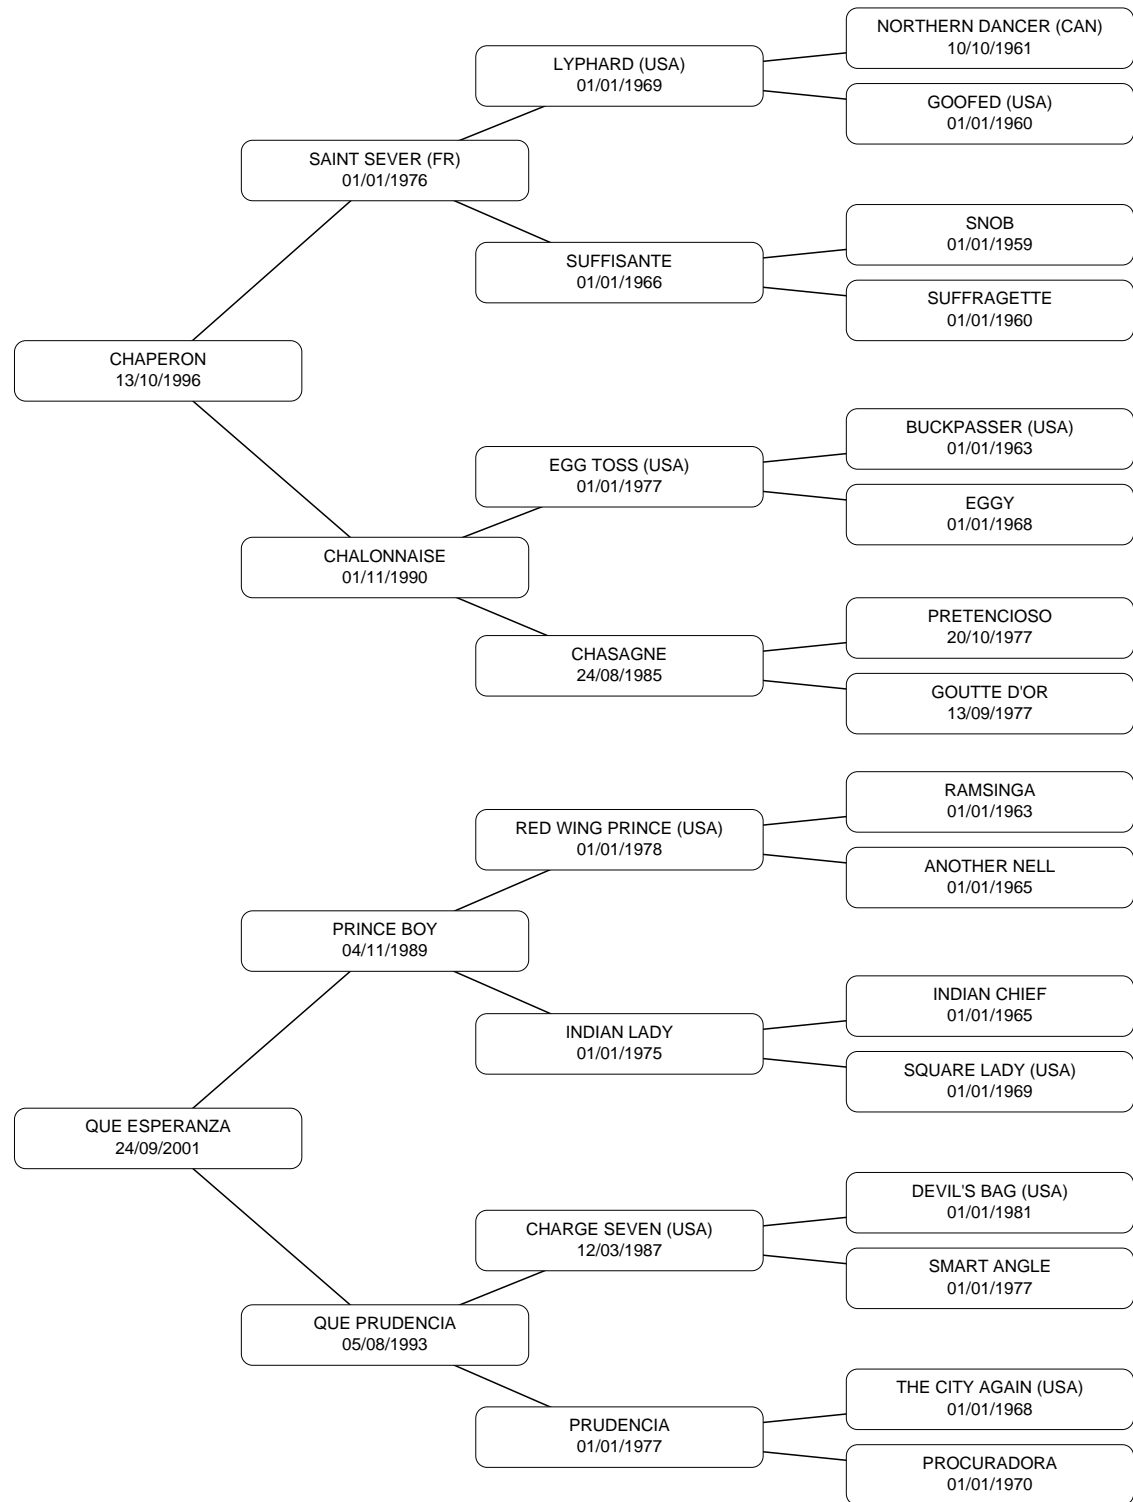 NORTHERN DANCER (CAN)
10/10/1961
LYPHARD (USA)
01/01/1969
GOOFED (USA)
01/01/1960
SAINT SEVER (FR)
01/01/1976
SNOB
01/01/1959
SUFFISANTE
01/01/1966
SUFFRAGETTE
01/01/1960
CHAPERON
13/10/1996
BUCKPASSER (USA)
01/01/1963
EGG TOSS (USA)
01/01/1977
EGGY
01/01/1968
CHALONNAISE
01/11/1990
PRETENCIOSO
20/10/1977
CHASAGNE
24/08/1985
GOUTTE D'OR
13/09/1977
RAMSINGA
01/01/1963
RED WING PRINCE (USA)
01/01/1978
ANOTHER NELL
01/01/1965
PRINCE BOY
04/11/1989
INDIAN CHIEF
01/01/1965
INDIAN LADY
01/01/1975
SQUARE LADY (USA)
01/01/1969
QUE ESPERANZA
24/09/2001
DEVIL'S BAG (USA)
01/01/1981
CHARGE SEVEN (USA)
12/03/1987
SMART ANGLE
01/01/1977
QUE PRUDENCIA
05/08/1993
THE CITY AGAIN (USA)
01/01/1968
PRUDENCIA
01/01/1977
PROCURADORA
01/01/1970